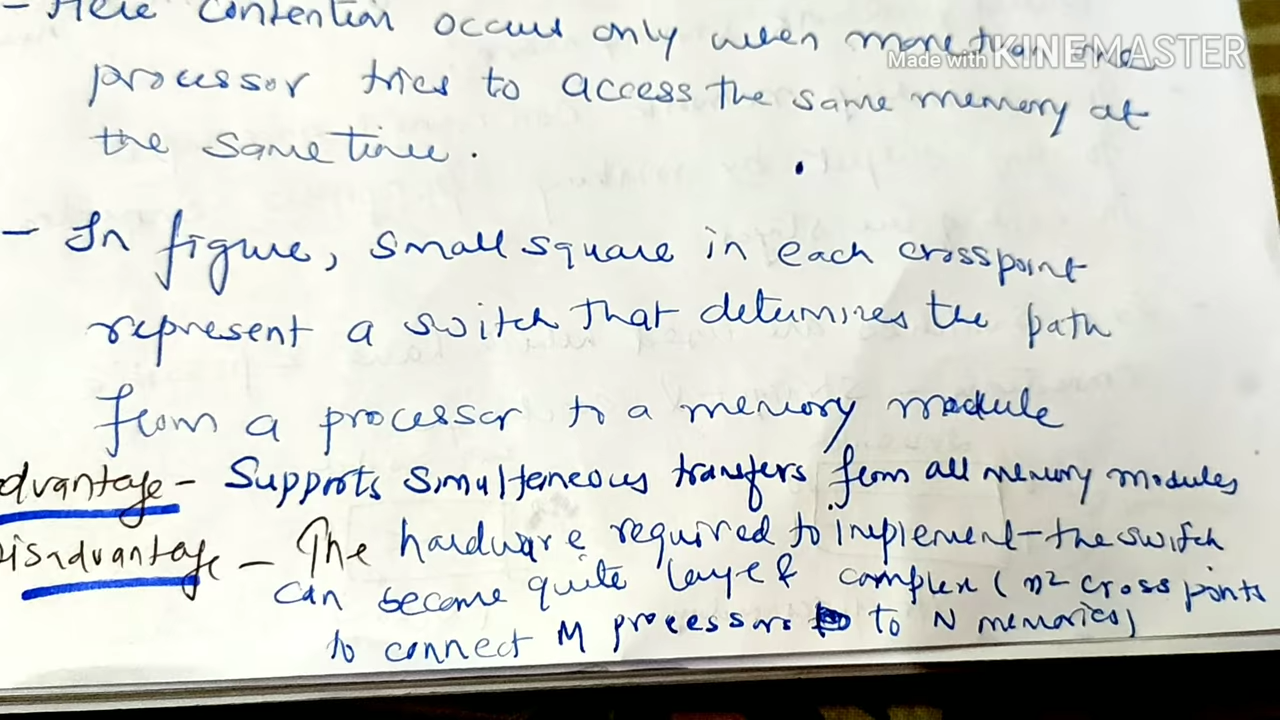 - Here contention occurs only when more than one
processor tries to access the same memory at
the same time.
- In figure, small square in each crosspoint
represent a switch that determines the path
from a processor to a memory module
dvantage - Supports simultaneous transfers from all memory modules
isadvantage - The hardware required to implement the switch
can become quite large & complex ( n² cross points
to connect M processors to N memories)
Made with KINEMASTER